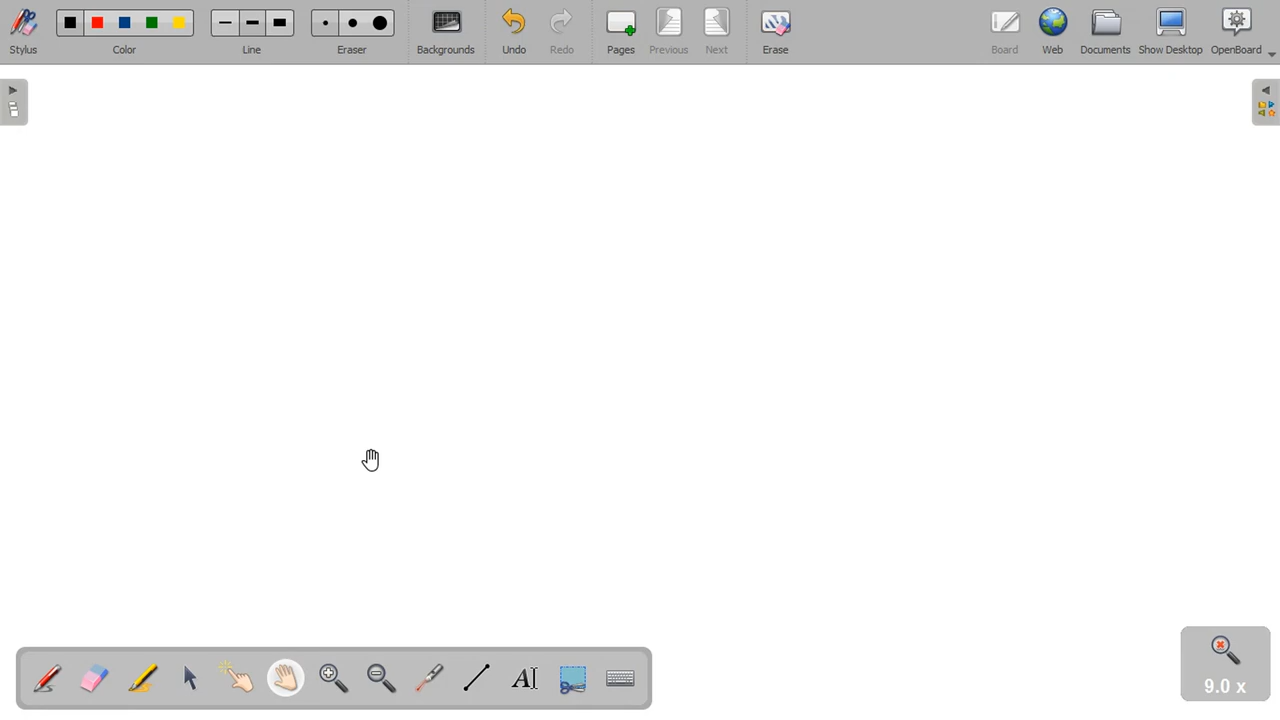 Stylus Color Line Eraser Backgrounds Undo Redo Pages Previous Next Erase Board Web Documents Show Desktop OpenBoard
AI
9.0 x